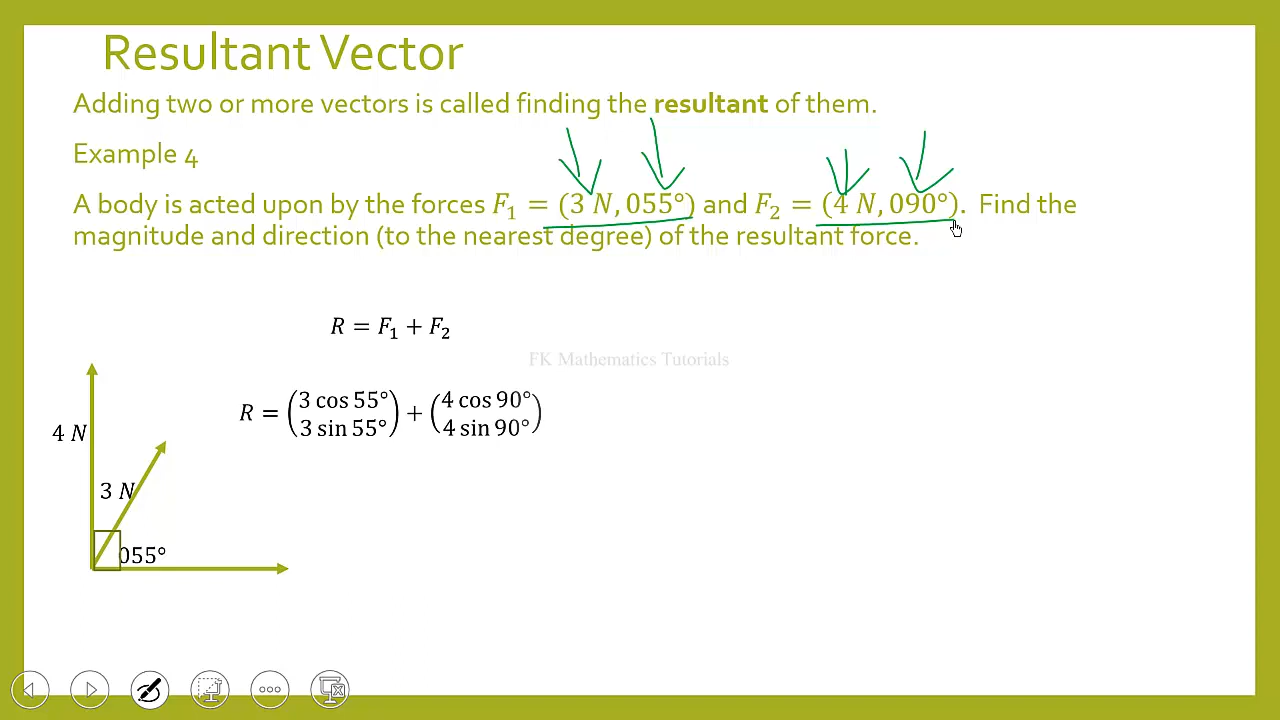 Resultant Vector
Adding two or more vectors is called finding the resultant of them.
Example 4
A body is acted upon by the forces F₁ = (3 N, 055°) and F₂ = (4 N, 090°). Find the
magnitude and direction (to the nearest degree) of the resultant force.
R = F₁ + F₂
FK Mathematics Tutorials
R = (3 cos 55° 3 sin 55°) + (4 cos 90° 4 sin 90°)
4 N
3 N
055°